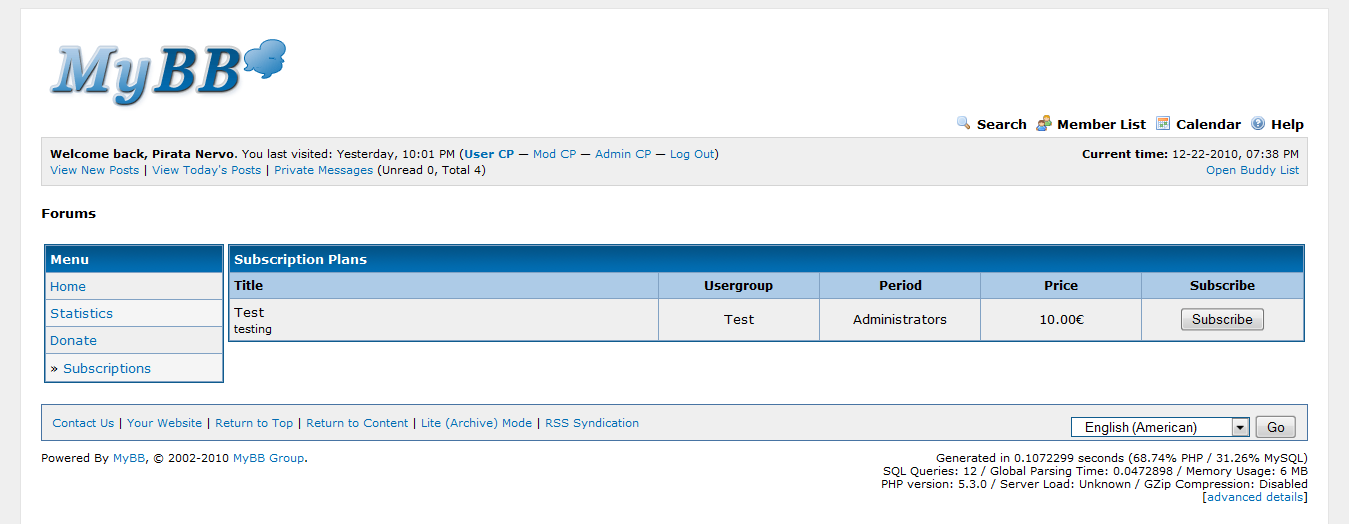 MyBB
Search Member List Calendar Help
Welcome back, Pirata Nervo. You last visited: Yesterday, 10:01 PM (User CP — Mod CP — Admin CP — Log Out)
Current time: 12-22-2010, 07:38 PM
View New Posts | View Today's Posts | Private Messages (Unread 0, Total 4)
Open Buddy List
Forums
Menu
Home
Statistics
Donate
» Subscriptions
Subscription Plans
Title Usergroup Period Price Subscribe
Test
testing
Test Administrators 10.00€ Subscribe
Contact Us | Your Website | Return to Top | Return to Content | Lite (Archive) Mode | RSS Syndication
English (American) Go
Powered By MyBB, © 2002-2010 MyBB Group.
Generated in 0.1072299 seconds (68.74% PHP / 31.26% MySQL)
SQL Queries: 12 / Global Parsing Time: 0.0472898 / Memory Usage: 6 MB
PHP version: 5.3.0 / Server Load: Unknown / GZip Compression: Disabled
[advanced details]